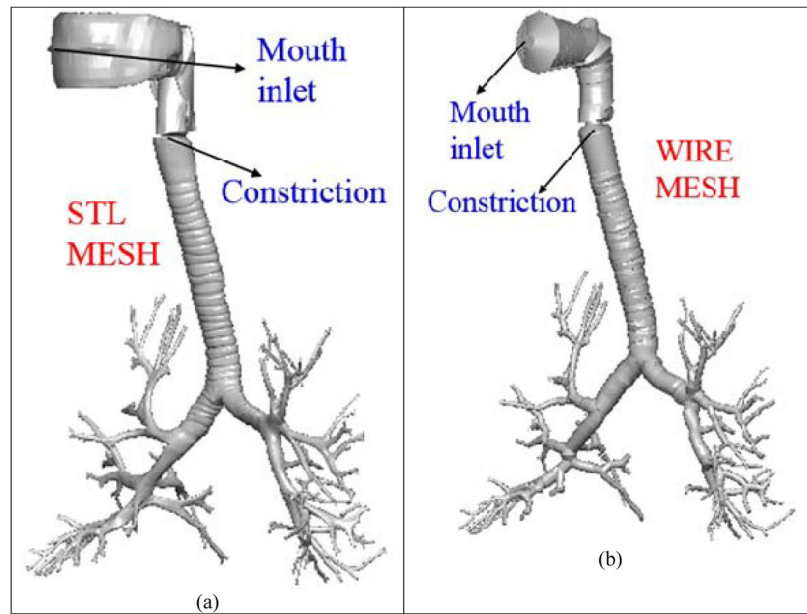 Mouth
inlet
Constriction
STL
MESH
(a)
Mouth
inlet
Constriction
WIRE
MESH
(b)